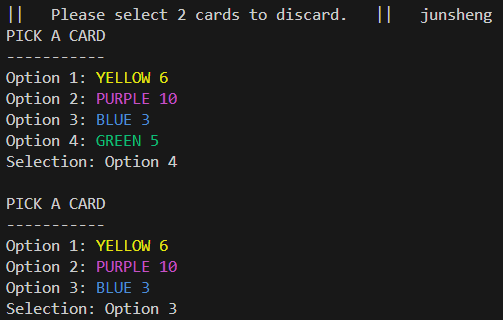 ||   Please select 2 cards to discard.   ||   junsheng
PICK A CARD
-----------
Option 1: YELLOW 6
Option 2: PURPLE 10
Option 3: BLUE 3
Option 4: GREEN 5
Selection: Option 4

PICK A CARD
-----------
Option 1: YELLOW 6
Option 2: PURPLE 10
Option 3: BLUE 3
Selection: Option 3